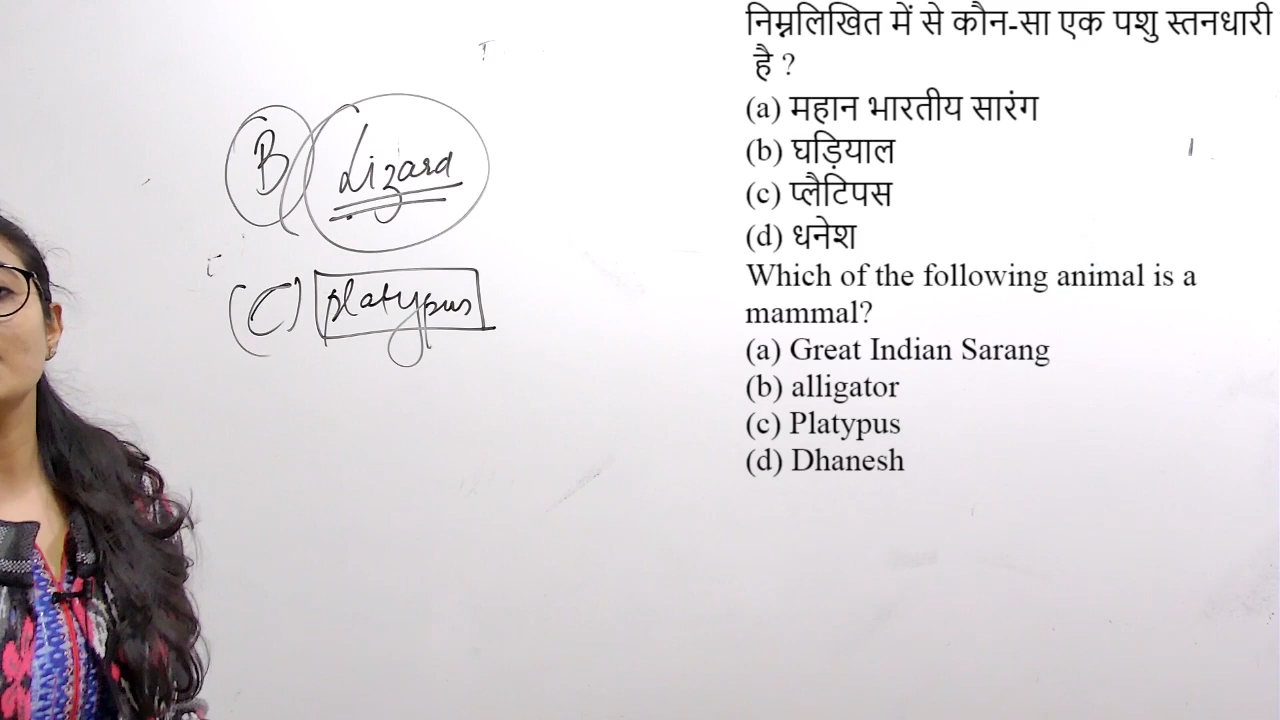 B Lizard
(C) platypus
निम्नलिखित में से कौन-सा एक पशु स्तनधारी
है ?
(a) महान भारतीय सारंग
(b) घड़ियाल
(c) प्लैटिपस
(d) धनेश
Which of the following animal is a
mammal?
(a) Great Indian Sarang
(b) alligator
(c) Platypus
(d) Dhanesh